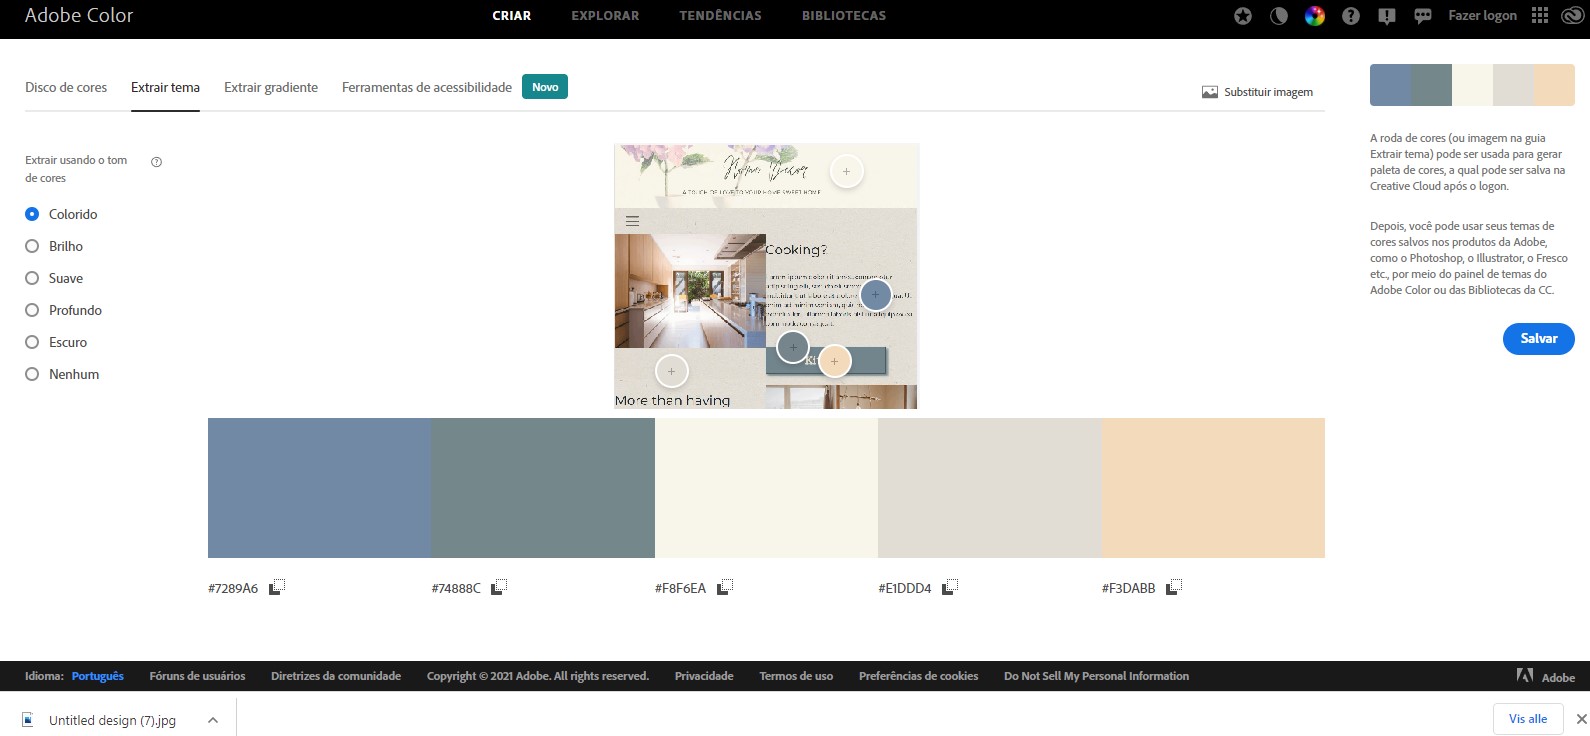 Adobe Color
CRIAR
EXPLORAR
TENDÊNCIAS
BIBLIOTECAS
Fazer logon
Disco de cores
Extrair tema
Extrair gradiente
Ferramentas de acessibilidade
Novo
Substituir imagem
Extrair usando o tom
de cores
Colorido
Brilho
Suave
Profundo
Escuro
Nenhum
A TOUCH OF LOVE TO YOUR HOME SWEET HOME
Cooking?
More than having
A roda de cores (ou imagem na guia
Extrair tema) pode ser usada para gerar
paleta de cores, a qual pode ser salva na
Creative Cloud após o logon.
Depois, você pode usar seus temas de
cores salvos nos produtos da Adobe,
como o Photoshop, o Illustrator, o Fresco
etc., por meio do painel de temas do
Adobe Color ou das Bibliotecas da CC.
Salvar
#7289A6
#74888C
#F8F6EA
#E1DDD4
#F3DABB
Idioma: Português
Fóruns de usuários
Diretrizes da comunidade
Copyright © 2021 Adobe. All rights reserved.
Privacidade
Termos de uso
Preferências de cookies
Do Not Sell My Personal Information
Adobe
Untitled design (7).jpg
Vis alle